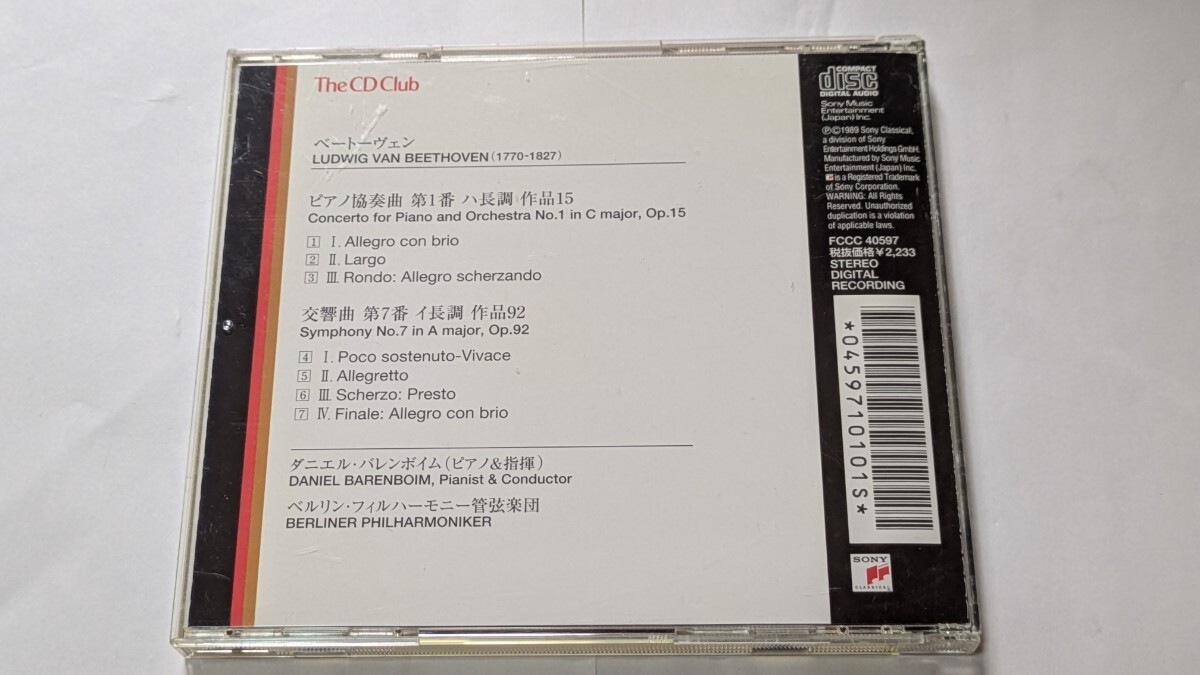 The CD Club
ベートーヴェン
LUDWIG VAN BEETHOVEN (1770-1827)
ピアノ協奏曲 第1番 ハ長調 作品15
Concerto for Piano and Orchestra No.1 in C major, Op.15
1 Ⅰ. Allegro con brio
2 Ⅱ. Largo
3 Ⅲ. Rondo: Allegro scherzando
交響曲 第7番 イ長調 作品92
Symphony No.7 in A major, Op.92
4 Ⅰ. Poco sostenuto-Vivace
5 Ⅱ. Allegretto
6 Ⅲ. Scherzo: Presto
7 Ⅳ. Finale: Allegro con brio
ダニエル・バレンボイム(ピアノ&指揮)
DANIEL BARENBOIM, Pianist & Conductor
ベルリン・フィルハーモニー管弦楽団
BERLINER PHILHARMONIKER
COMPACT
disc
DIGITAL AUDIO
Sony Music
Entertainment
(Japan) Inc.
Ⓟ©1989 Sony Classical,
a division of Sony
Entertainment Holdings GmbH.
Manufactured by Sony Music
Entertainment (Japan) Inc.
is a Registered Trademark
of Sony Corporation.
WARNING: All Rights
Reserved. Unauthorized
duplication is a violation
of applicable laws.
FCCC 40597
税抜価格¥2,233
STEREO
DIGITAL
RECORDING
*045971010 1S*
SONY
CLASSICAL